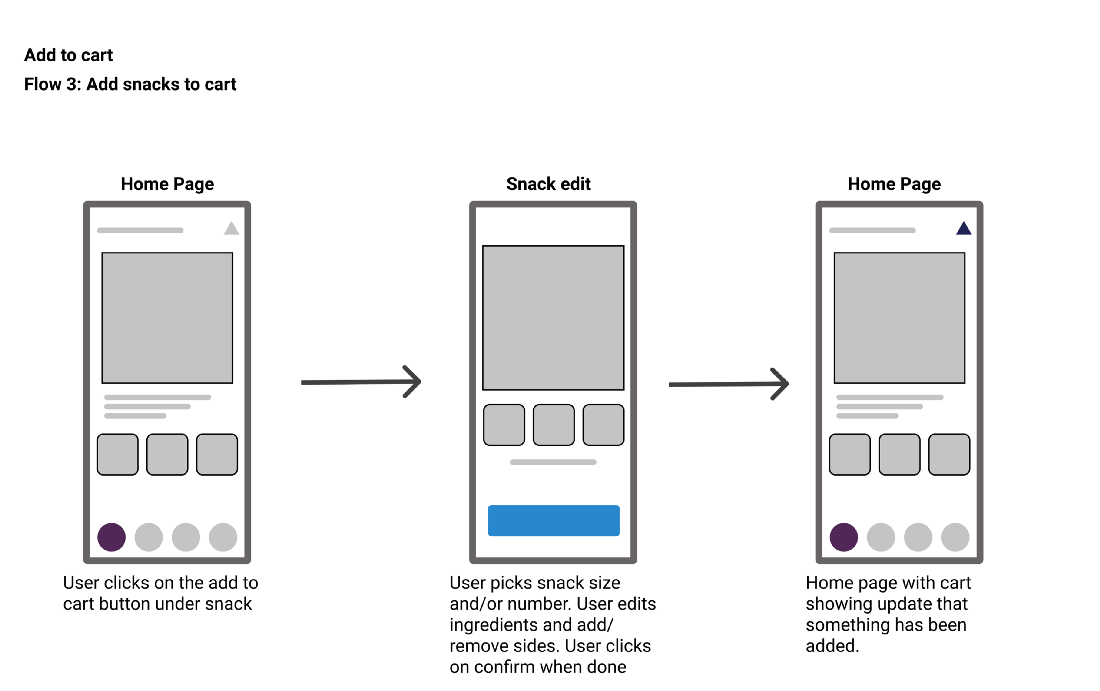 Add to cart
Flow 3: Add snacks to cart
Home Page
Snack edit
Home Page
User clicks on the add to
cart button under snack
User picks snack size
and/or number. User edits
ingredients and add/
remove sides. User clicks
on confirm when done
Home page with cart
showing update that
something has been
added.